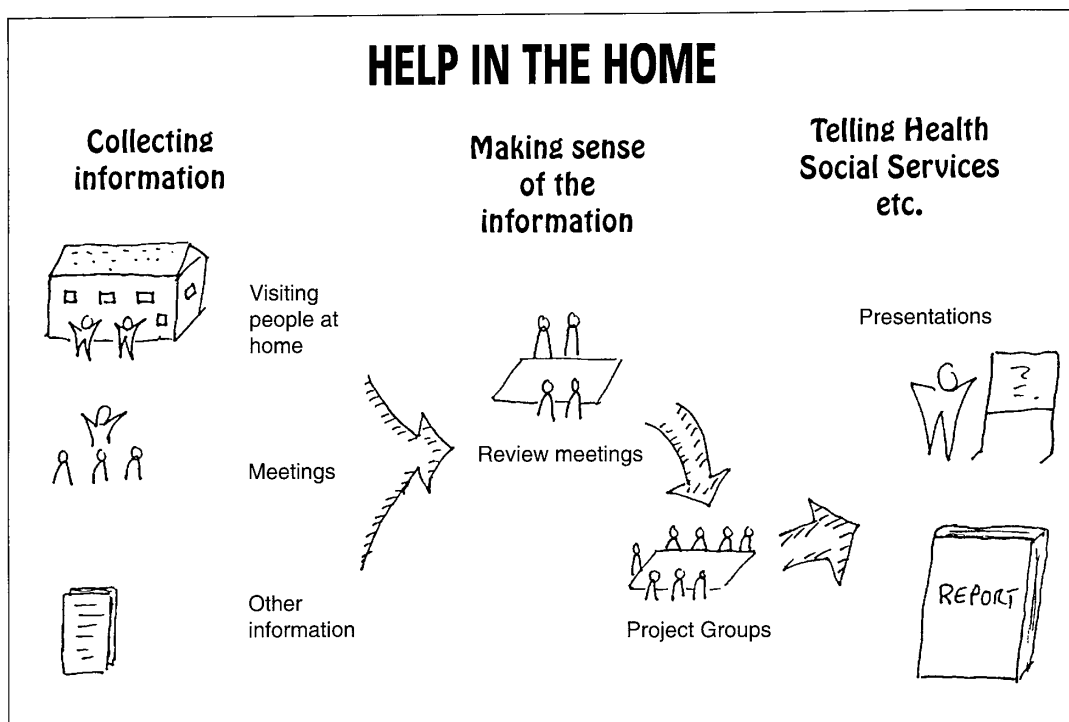 HELP IN THE HOME
Collecting
information
Visiting
people at
home
Meetings
Other
information
Making sense
of the
information
Review meetings
Project Groups
Telling Health
Social Services
etc.
Presentations
REPORT